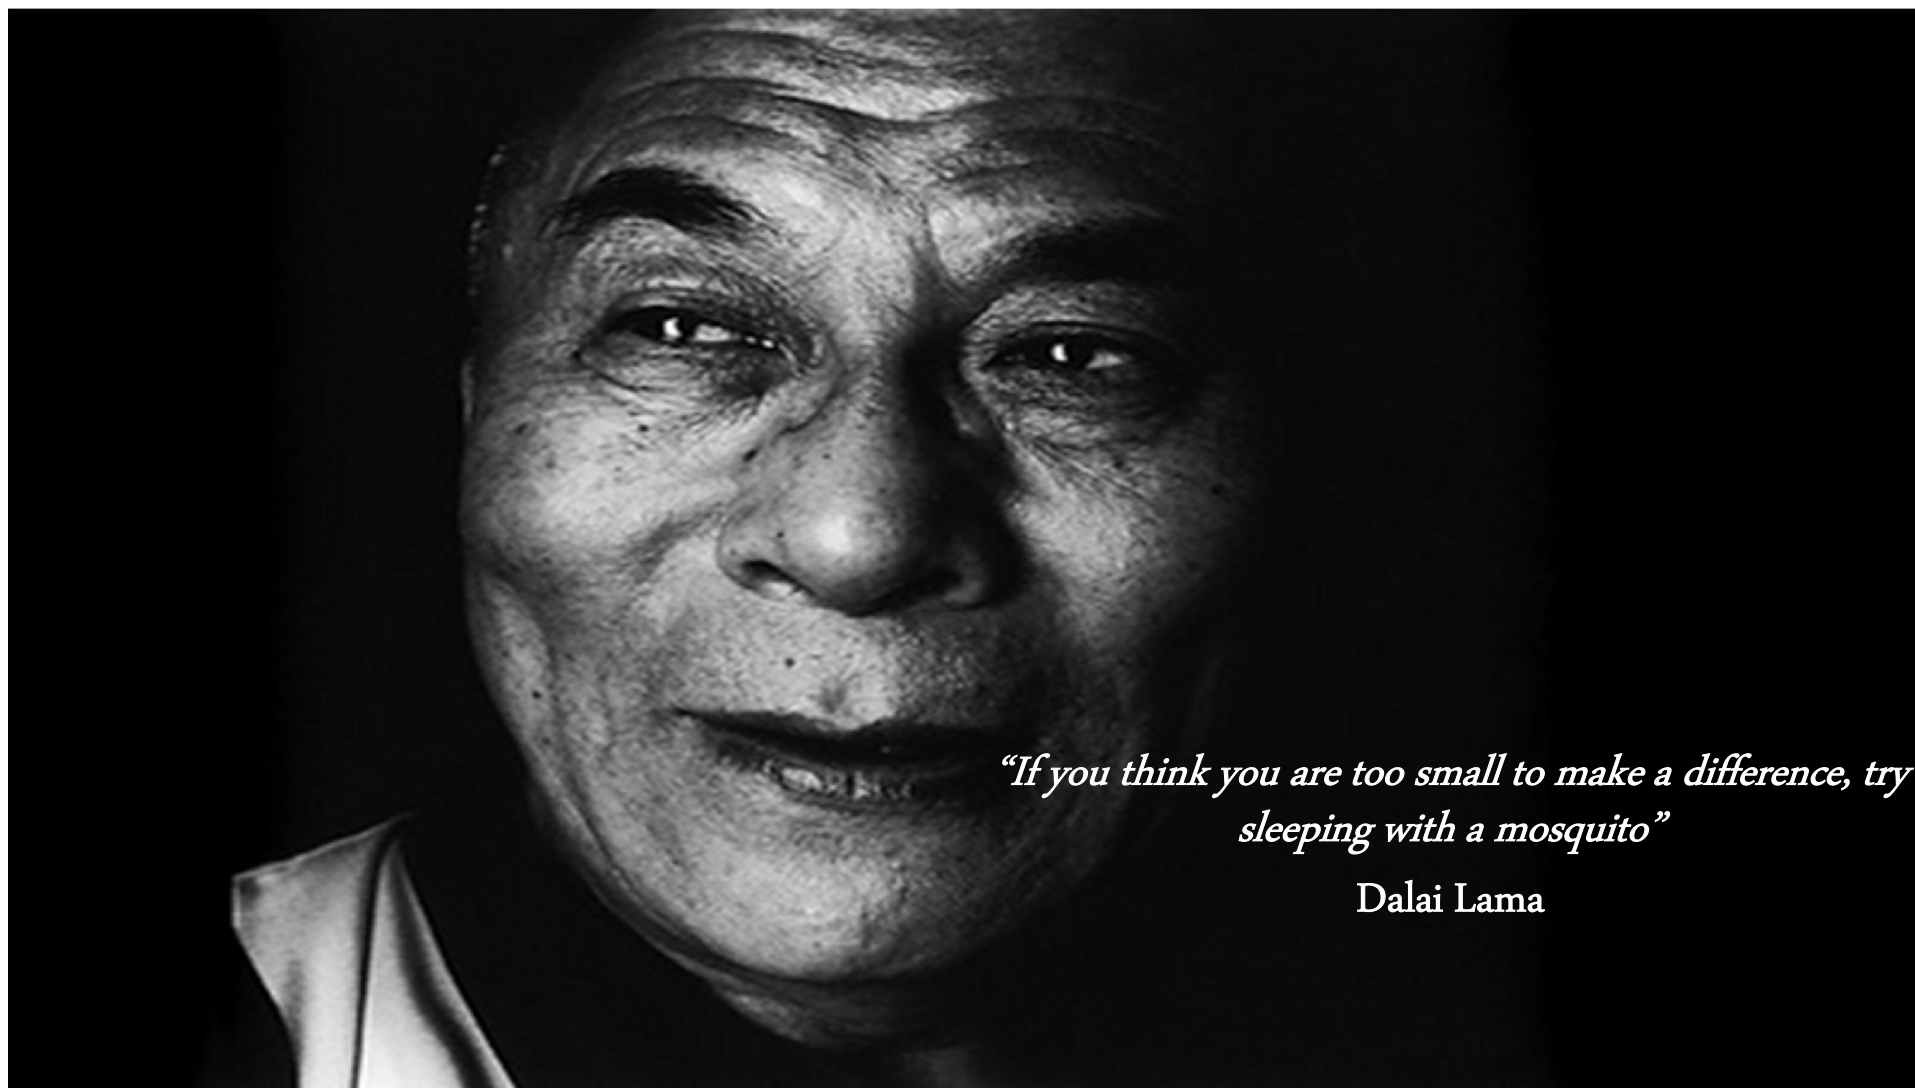 “If you think you are too small to make a difference, try
sleeping with a mosquito”
Dalai Lama